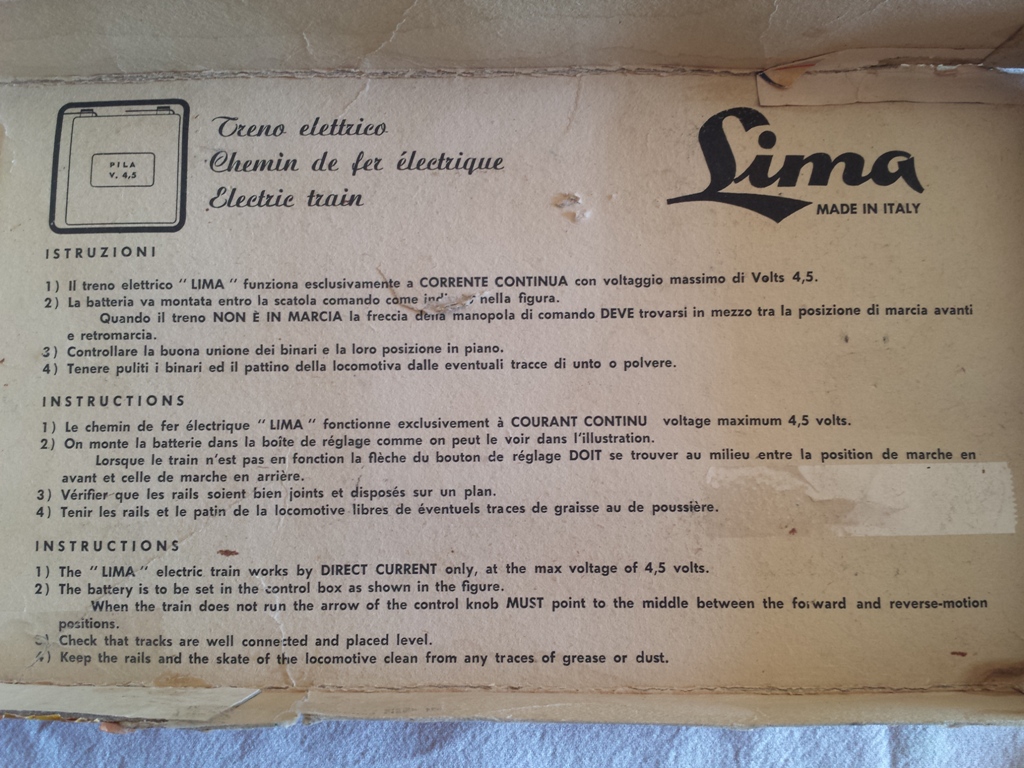 PILA
V. 4,5
Treno elettrico
Chemin de fer électrique
Electric train
Lima
MADE IN ITALY
ISTRUZIONI
1) Il treno elettrico "LIMA" funziona esclusivamente a CORRENTE CONTINUA con voltaggio massimo di Volts 4,5.
2) La batteria va montata entro la scatola comando come nella figura.
Quando il treno NON È IN MARCIA la freccia della manopola di comando DEVE trovarsi in mezzo tra la posizione di marcia avanti
e retromarcia.
3) Controllare la buona unione dei binari e la loro posizione in piano.
4) Tenere puliti i binari ed il pattino della locomotiva dalle eventuali tracce di unto o polvere.
INSTRUCTIONS
1) Le chemin de fer électrique "LIMA" fonctionne exclusivement à COURANT CONTINU voltage maximum 4,5 volts.
2) On monte la batterie dans la boîte de réglage comme on peut le voir dans l'illustration.
Lorsque le train n'est pas en fonction la flèche du bouton de réglage DOIT se trouver au milieu entre la position de marche en
avant et celle de marche en arrière.
3) Vérifier que les rails soient bien joints et disposés sur un plan.
4) Tenir les rails et le patin de la locomotive libres de éventuels traces de graisse au de poussière.
INSTRUCTIONS
1) The "LIMA" electric train works by DIRECT CURRENT only, at the max voltage of 4,5 volts.
2) The battery is to be set in the control box as shown in the figure.
When the train does not run the arrow of the control knob MUST point to the middle between the forward and reverse-motion
positions.
3) Check that tracks are well connected and placed level.
4) Keep the rails and the skate of the locomotive clean from any traces of grease or dust.